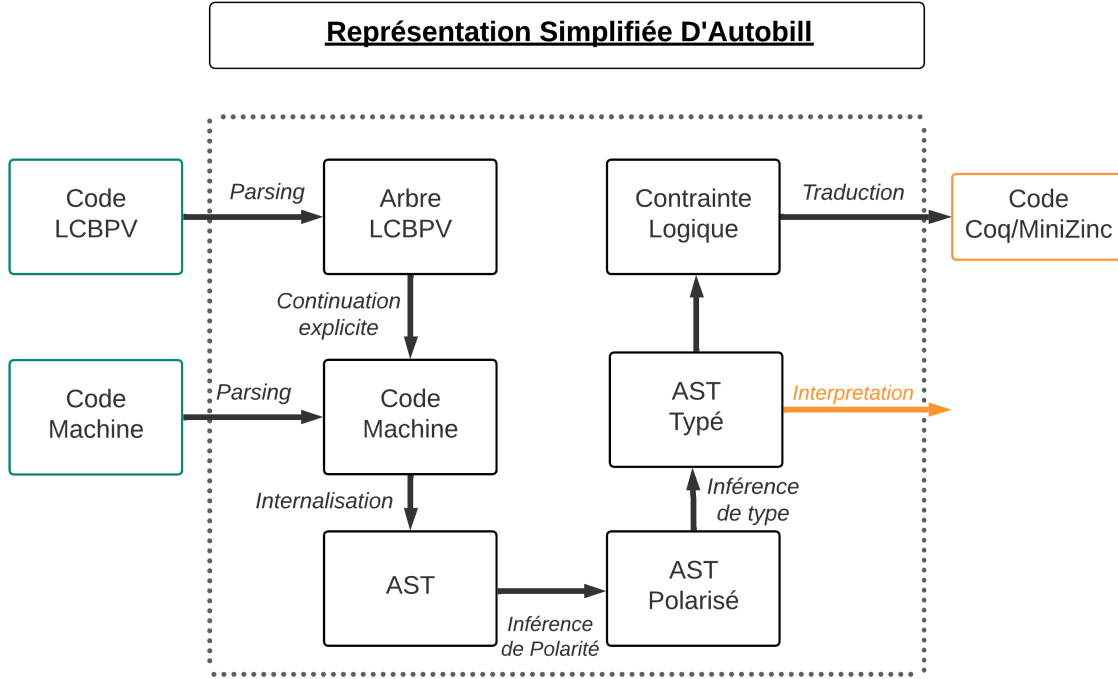 Représentation Simplifiée D'Autobill
Code
LCBPV
Parsing
Arbre
LCBPV
Contrainte
Logique
Traduction
Code
Coq/MiniZinc
Continuation
explicite
Code
Machine
Parsing
Code
Machine
AST
Typé
Interpretation
Internalisation
Inférence
de type
AST
Inférence
de Polarité
AST
Polarisé